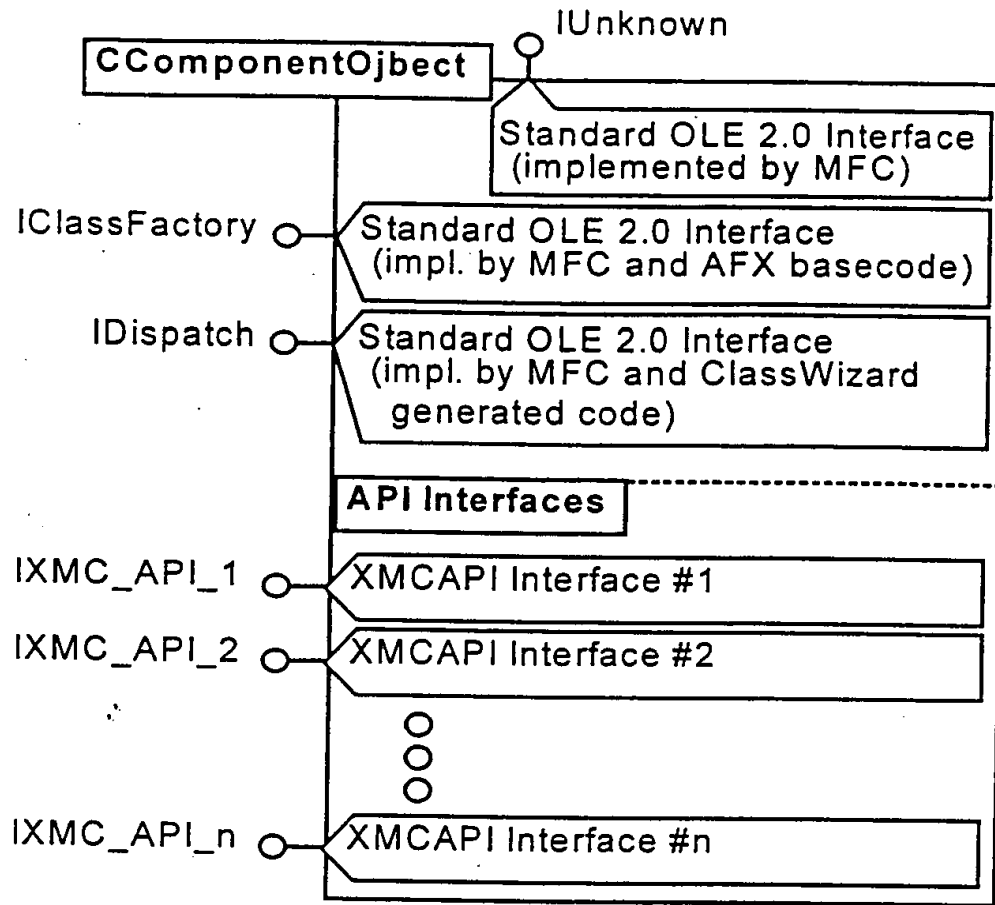 IUnknown
CComponentOjbect
Standard OLE 2.0 Interface
(implemented by MFC)
IClassFactory
Standard OLE 2.0 Interface
(impl. by MFC and AFX basecode)
IDispatch
Standard OLE 2.0 Interface
(impl. by MFC and ClassWizard
generated code)
API Interfaces
IXMC_API_1
XMCAPI Interface #1
IXMC_API_2
XMCAPI Interface #2
IXMC_API_n
XMCAPI Interface #n